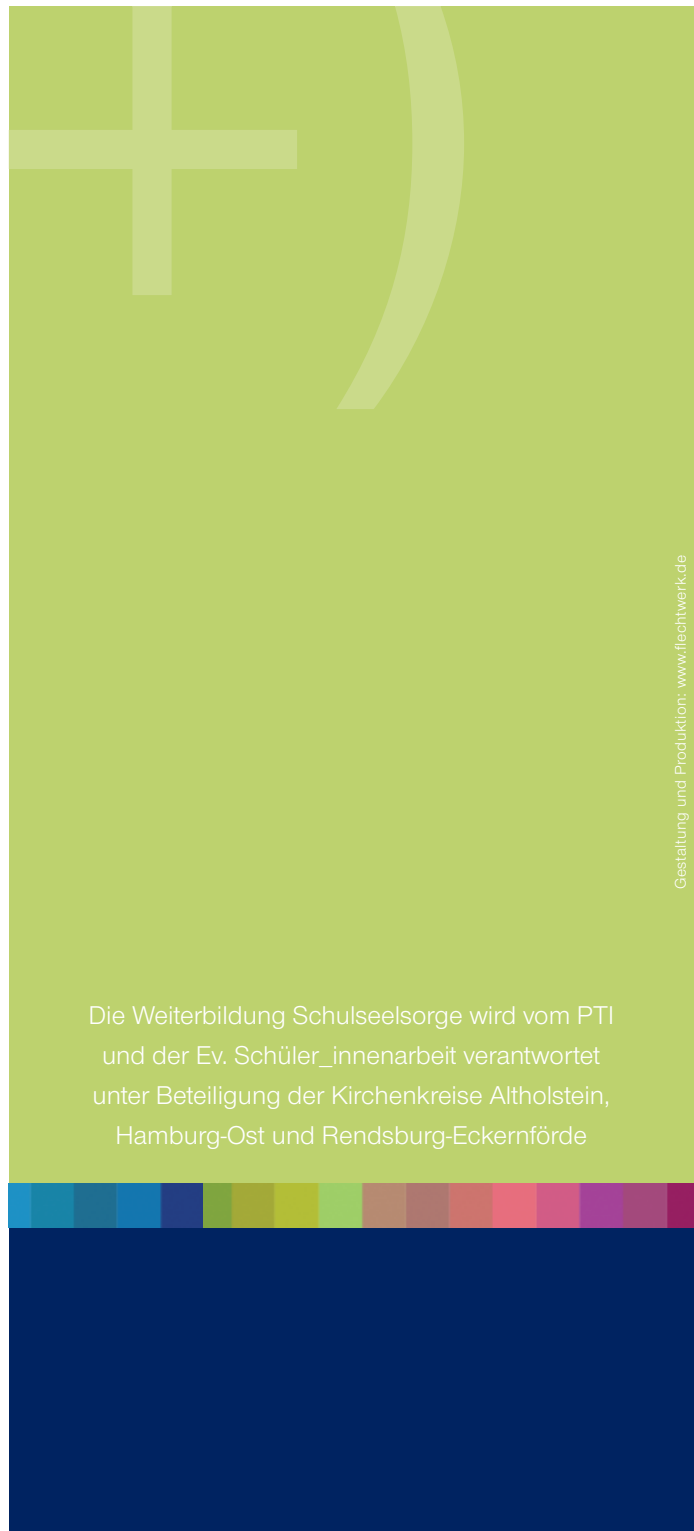 +)
Gestaltung und Produktion: www.flechtwerk.de
Die Weiterbildung Schulseelsorge wird vom PTI
und der Ev. Schüler_innenarbeit verantwortet
unter Beteiligung der Kirchenkreise Altholstein,
Hamburg-Ost und Rendsburg-Eckernförde